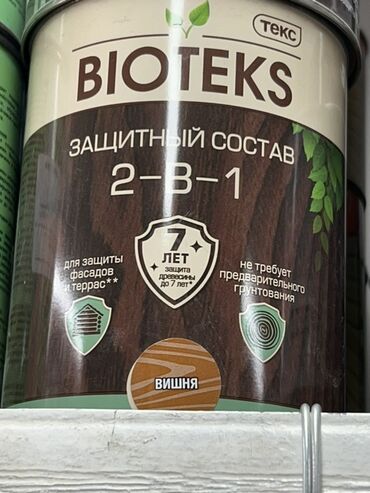 текс
BIOTEKS
ЗАЩИТНЫЙ СОСТАВ
2-В-1
7
ЛЕТ
защита
древесины
до 7 лет*
для защиты
фасадов
и террас**
не требует
предварительного
грунтования
ВИШНЯ